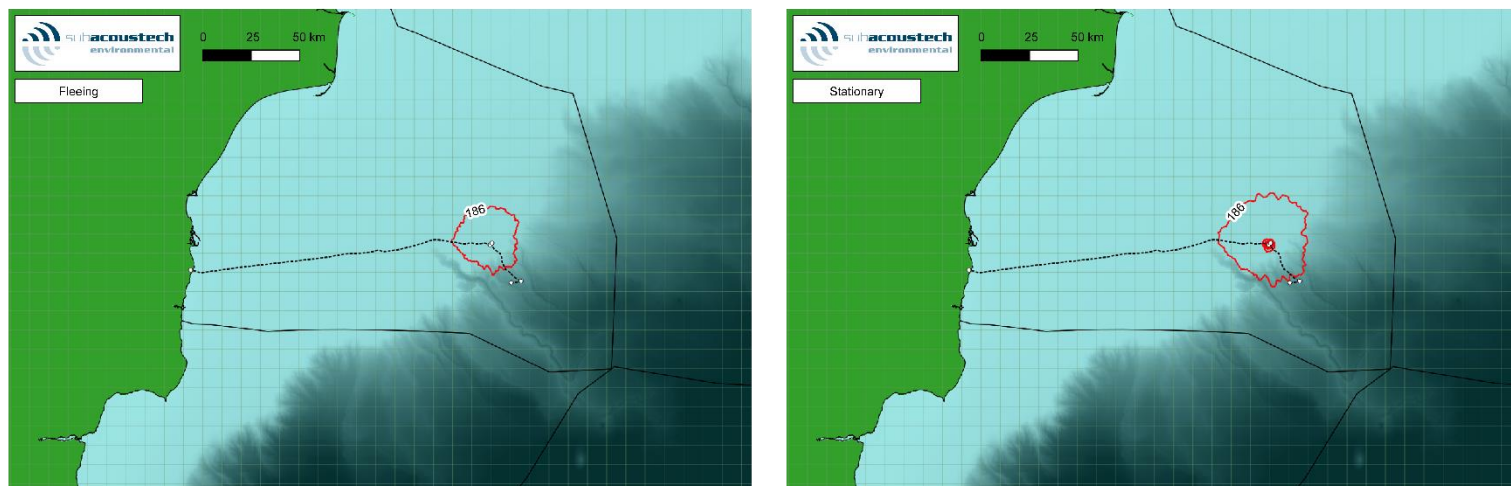 subacoustech
environmental
0 25 50 km
Fleeing
186
subacoustech
environmental
0 25 50 km
Stationary
186